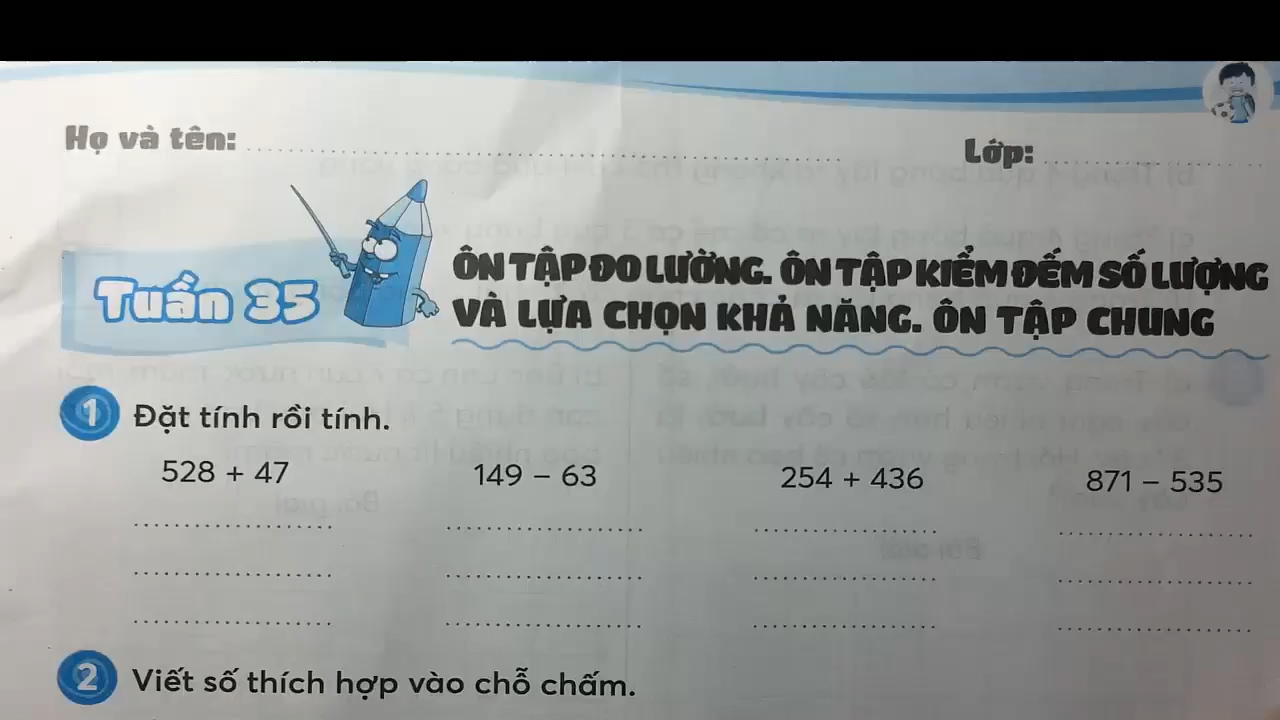 Họ và tên: ........................................ Lớp: ....................
Tuần 35
ÔN TẬP ĐO LƯỜNG. ÔN TẬP KIỂM ĐẾM SỐ LƯỢNG
VÀ LỰA CHỌN KHẢ NĂNG. ÔN TẬP CHUNG
1 Đặt tính rồi tính.
528 + 47 149 – 63 254 + 436 871 – 535
2 Viết số thích hợp vào chỗ chấm.